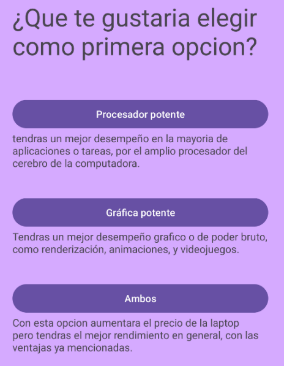 ¿Que te gustaria elegir
como primera opcion?
Procesador potente
tendras un mejor desempeño en la mayoria de
aplicaciones o tareas, por el amplio procesador del
cerebro de la computadora.
Gráfica potente
Tendras un mejor desempeño grafico o de poder bruto,
como renderización, animaciones, y videojuegos.
Ambos
Con esta opcion aumentara el precio de la laptop
pero tendras el mejor rendimiento en general, con las
ventajas ya mencionadas.